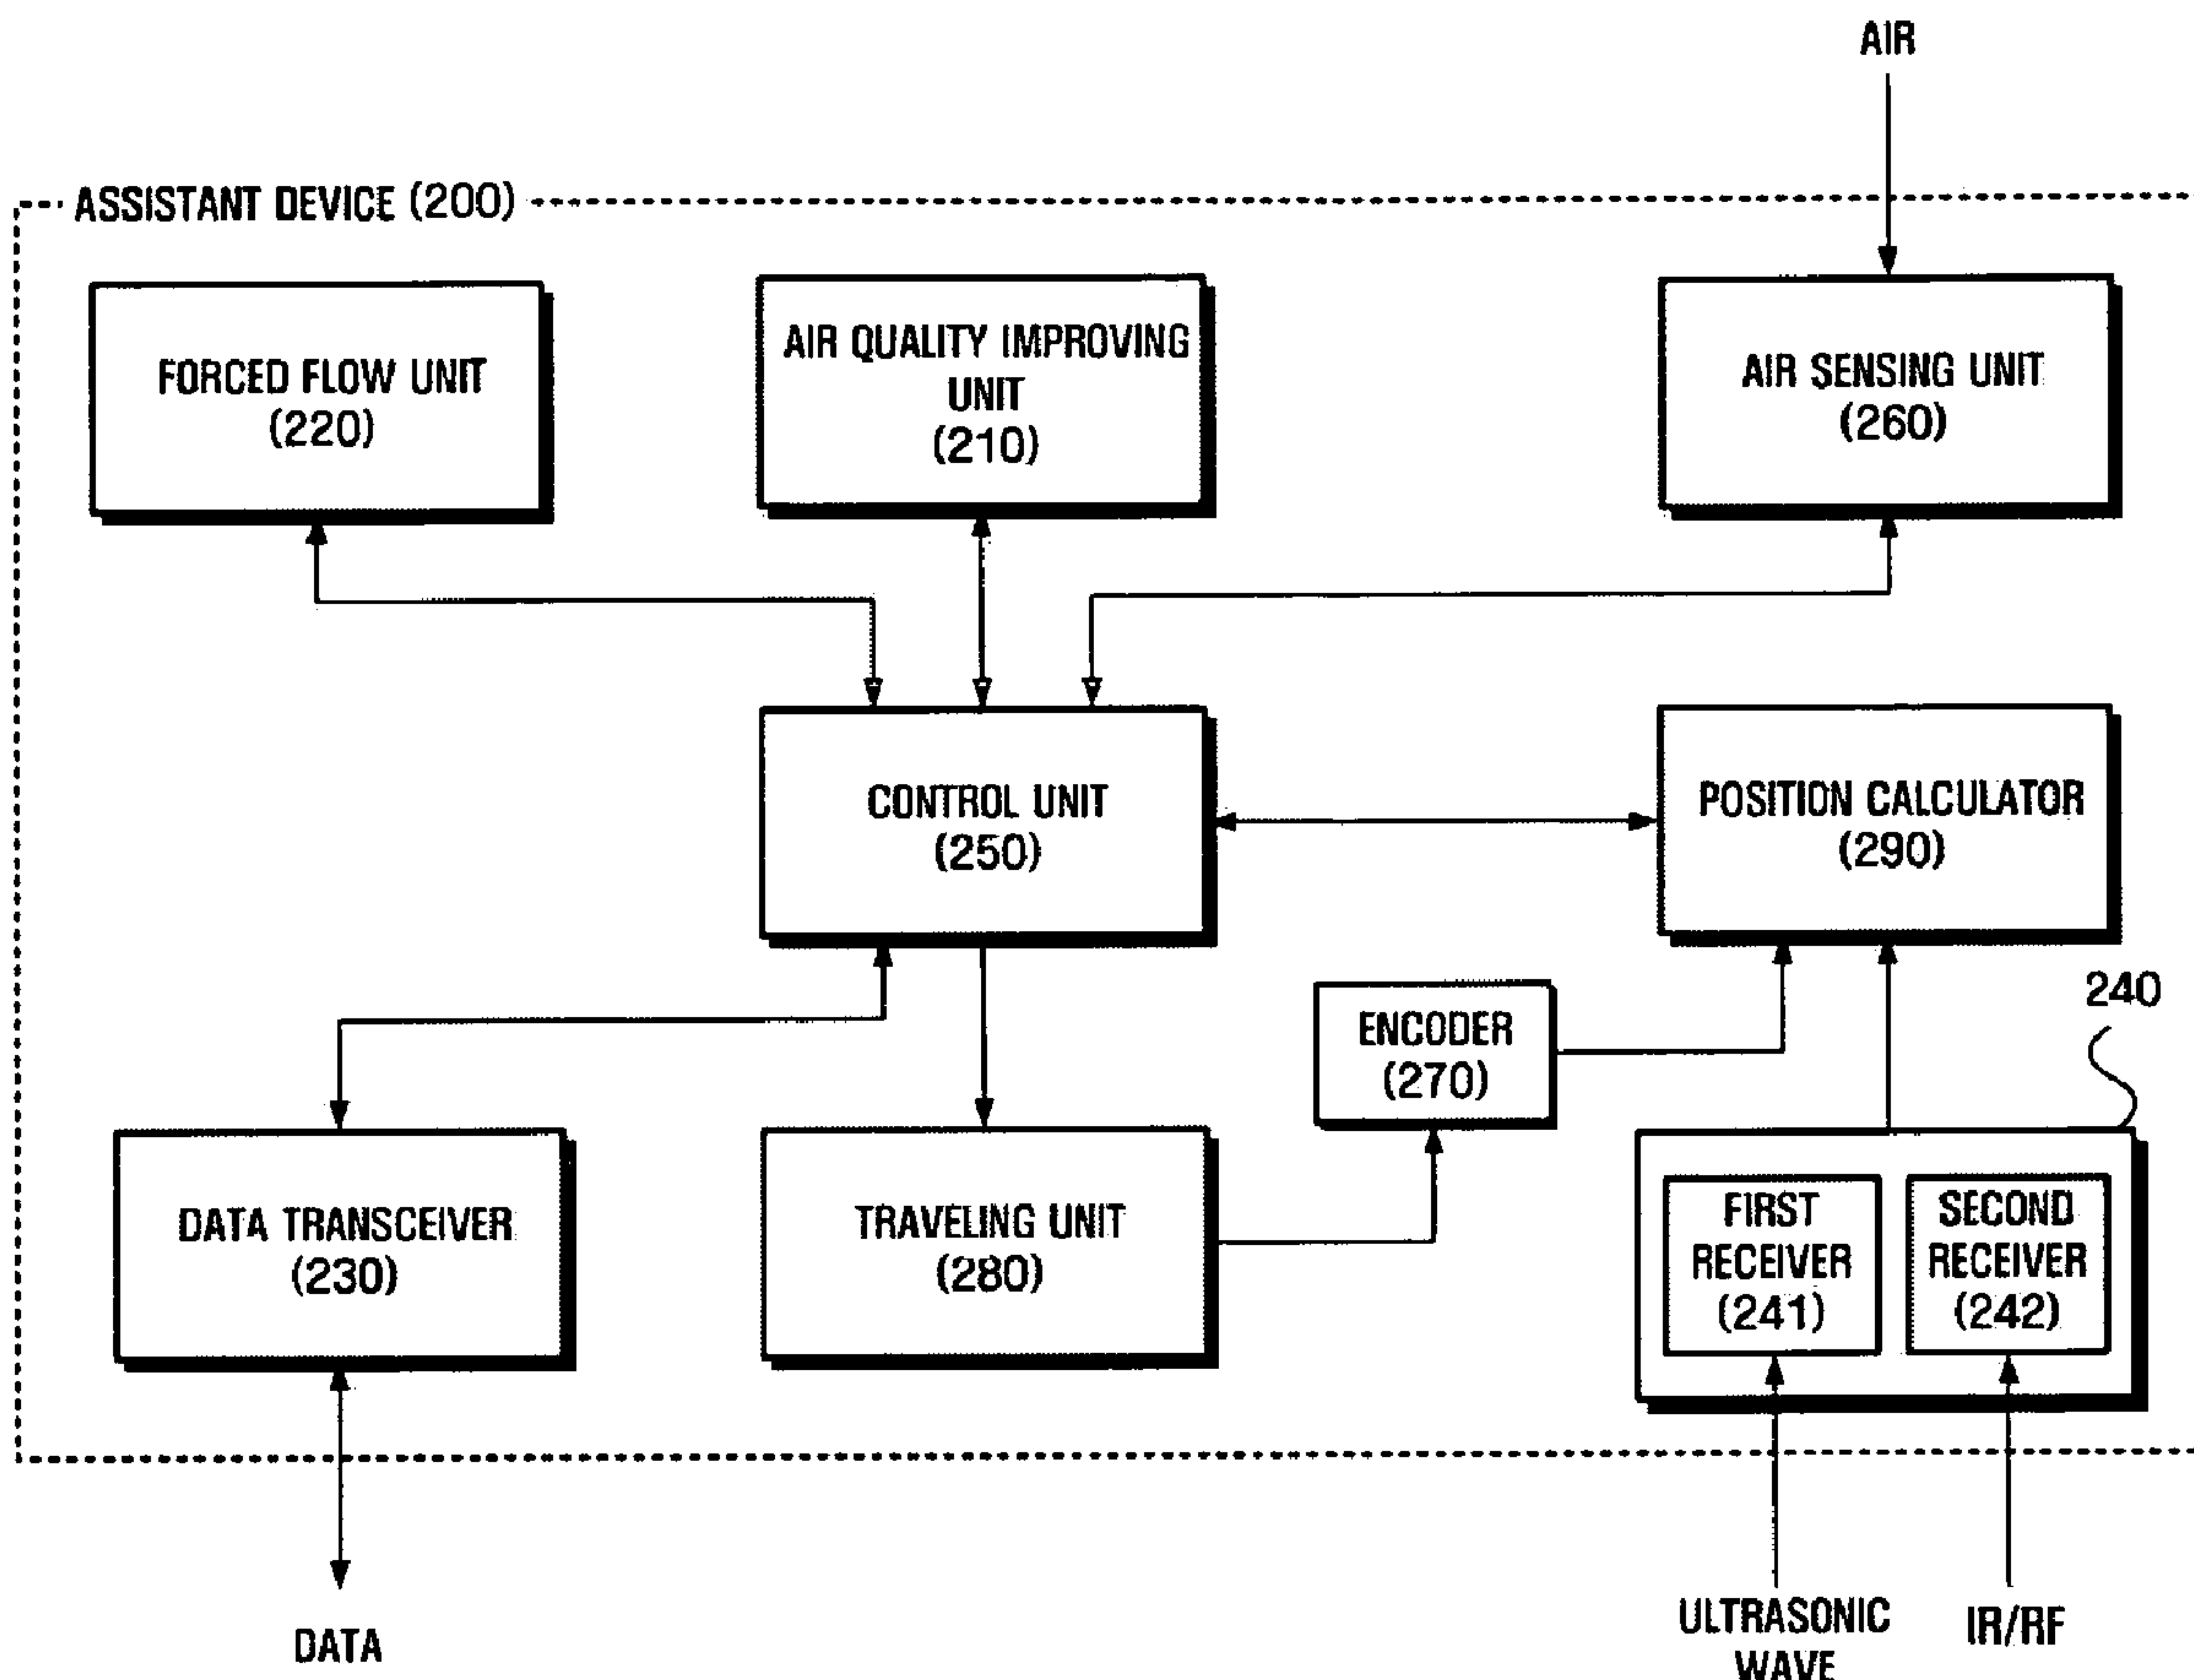 AIR
ASSISTANT DEVICE (200)
FORCED FLOW UNIT
(220)
AIR QUALITY IMPROVING
UNIT
(210)
AIR SENSING UNIT
(260)
CONTROL UNIT
(250)
POSITION CALCULATOR
(290)
240
ENCODER
(270)
DATA TRANSCEIVER
(230)
TRAVELING UNIT
(280)
FIRST
RECEIVER
(241)
SECOND
RECEIVER
(242)
DATA
ULTRASONIC
WAVE
IR/RF